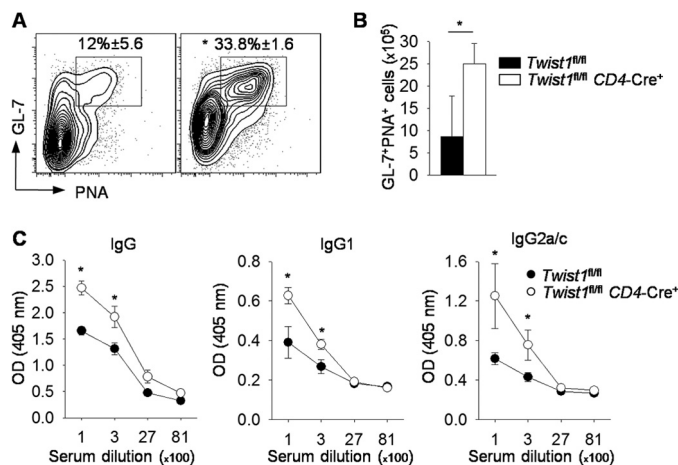 A
12%±5.6
* 33.8%±1.6
GL-7
PNA
B
*
GL-7⁺PNA⁺ cells (x10⁵)
30
25
20
15
10
5
0
Twist1fl/fl
Twist1fl/fl CD4-Cre⁺
C
IgG
OD (405 nm)
3.0
2.5
2.0
1.5
1.0
0.5
0.0
*
*
1 3 27 81
Serum dilution (x100)
IgG1
OD (405 nm)
0.8
0.6
0.4
0.2
0.0
*
*
1 3 27 81
Serum dilution (x100)
IgG2a/c
OD (405 nm)
1.6
1.2
0.8
0.4
0.0
*
*
1 3 27 81
Serum dilution (x100)
Twist1fl/fl
Twist1fl/fl CD4-Cre⁺